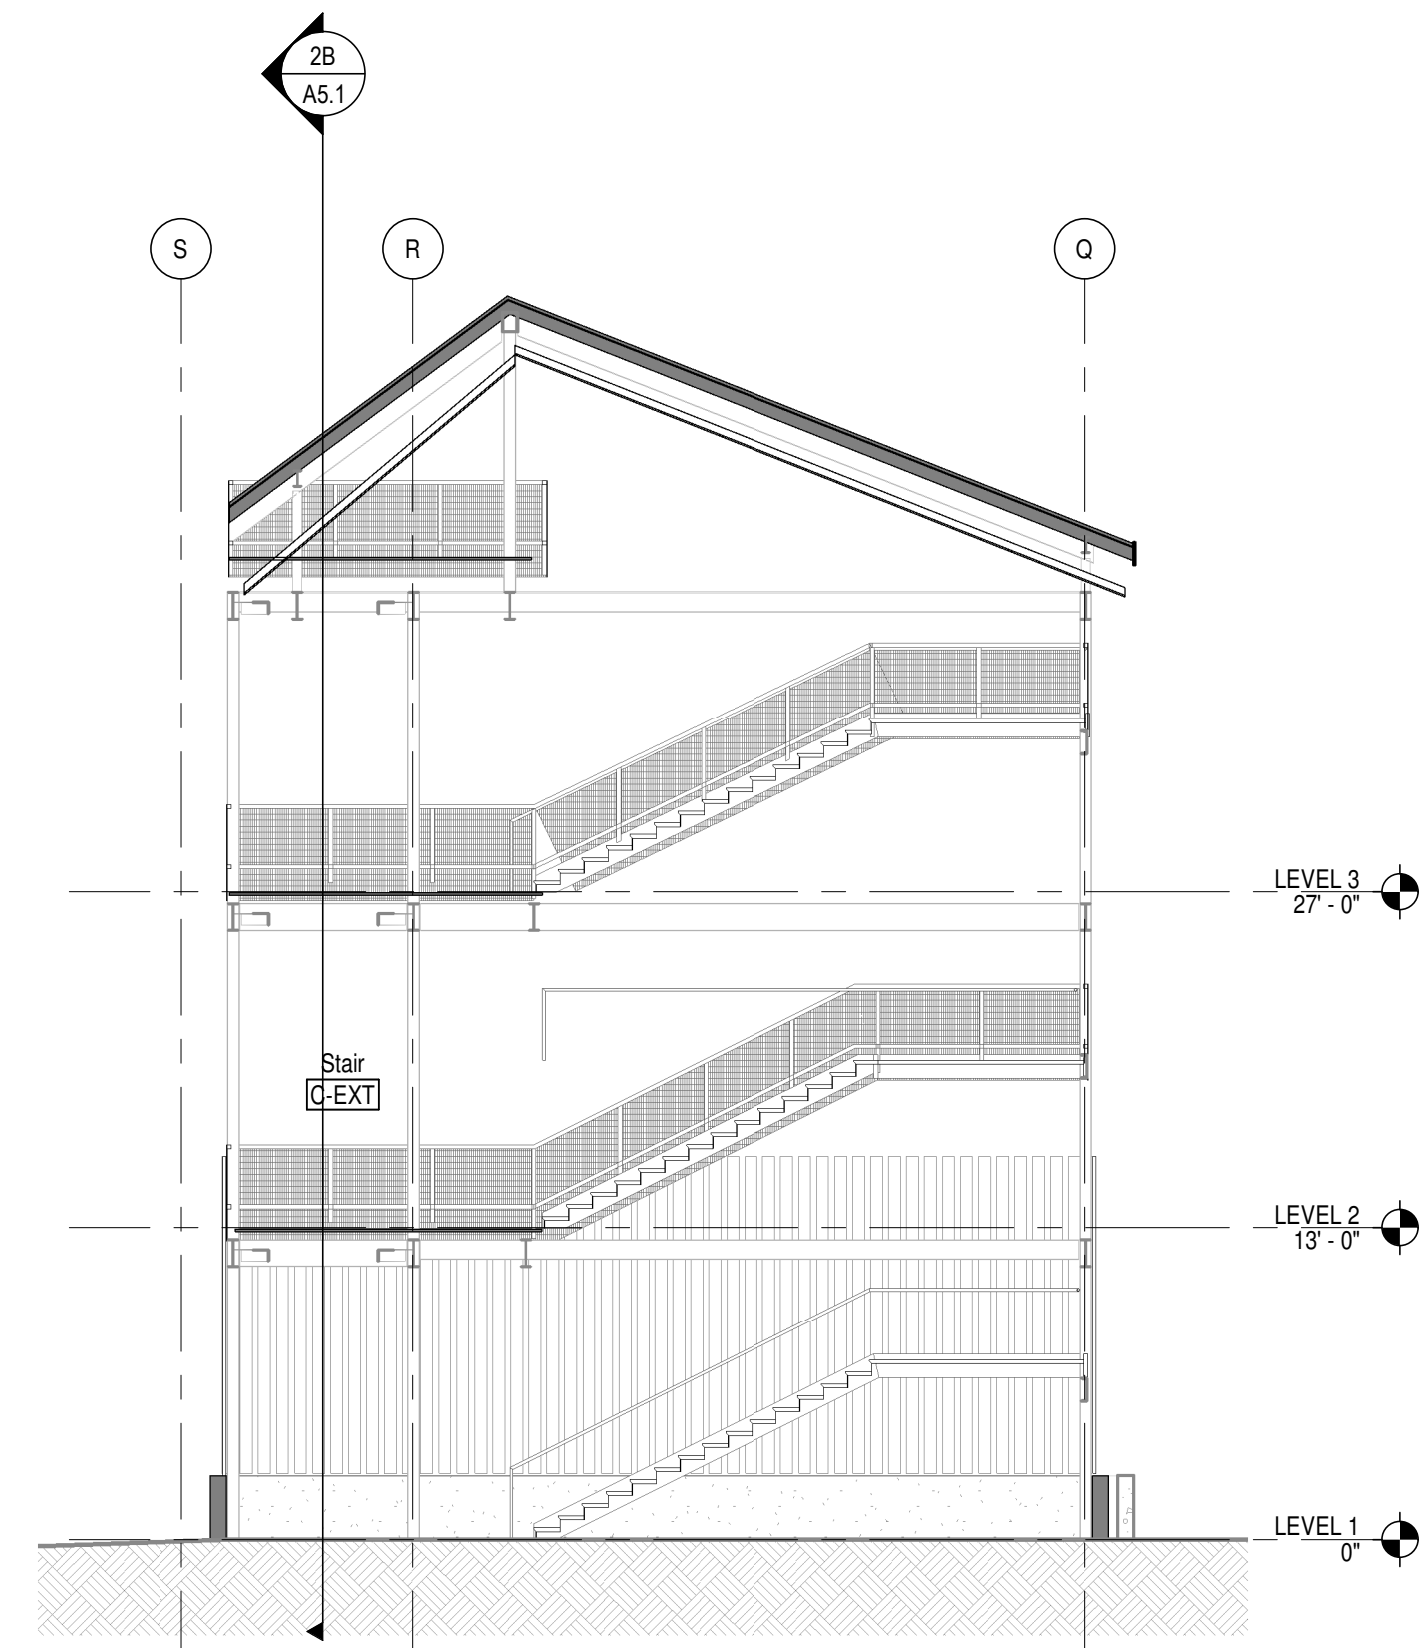 2B
A5.1
S
R
Q
LEVEL 3
27' - 0"
Stair
C-EXT
LEVEL 2
13' - 0"
LEVEL 1
0"